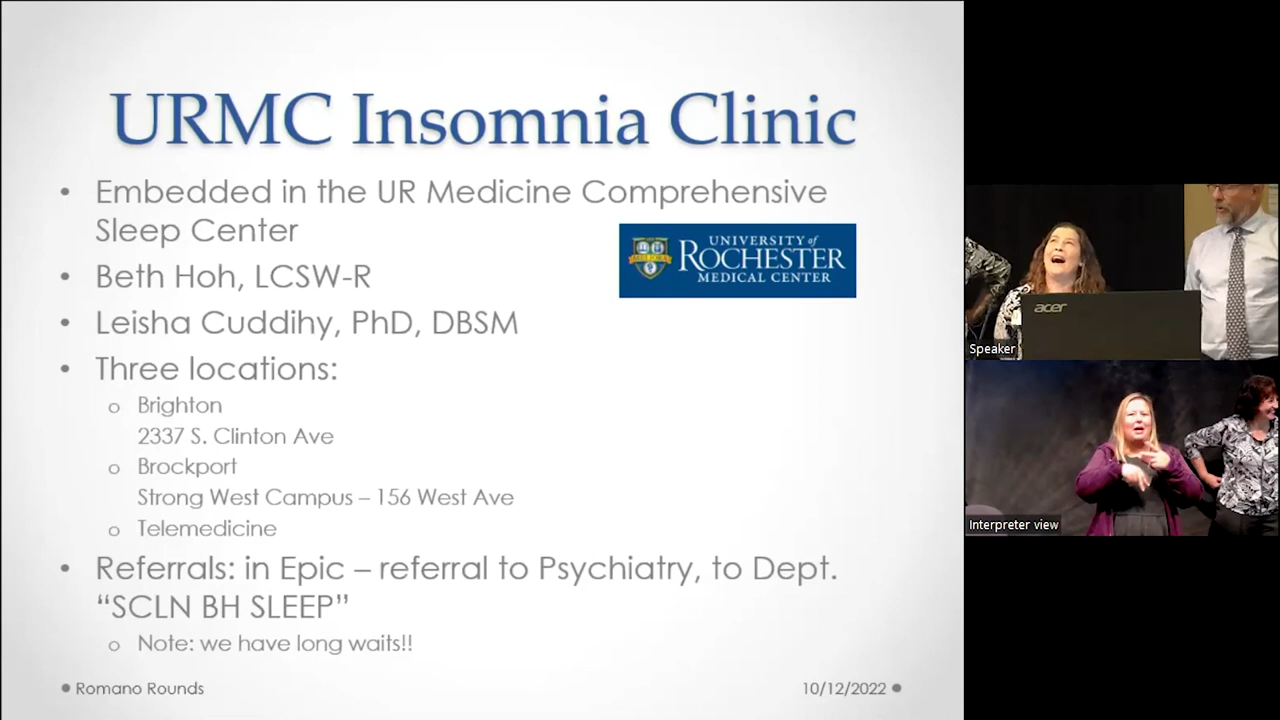 URMC Insomnia Clinic
• Embedded in the UR Medicine Comprehensive
Sleep Center
UNIVERSITY of
ROCHESTER
MEDICAL CENTER
MELIORA
• Beth Hoh, LCSW-R
• Leisha Cuddihy, PhD, DBSM
• Three locations:
o Brighton
2337 S. Clinton Ave
o Brockport
Strong West Campus – 156 West Ave
o Telemedicine
• Referrals: in Epic – referral to Psychiatry, to Dept.
“SCLN BH SLEEP”
o Note: we have long waits!!
Romano Rounds
10/12/2022
acer
Speaker
Interpreter view